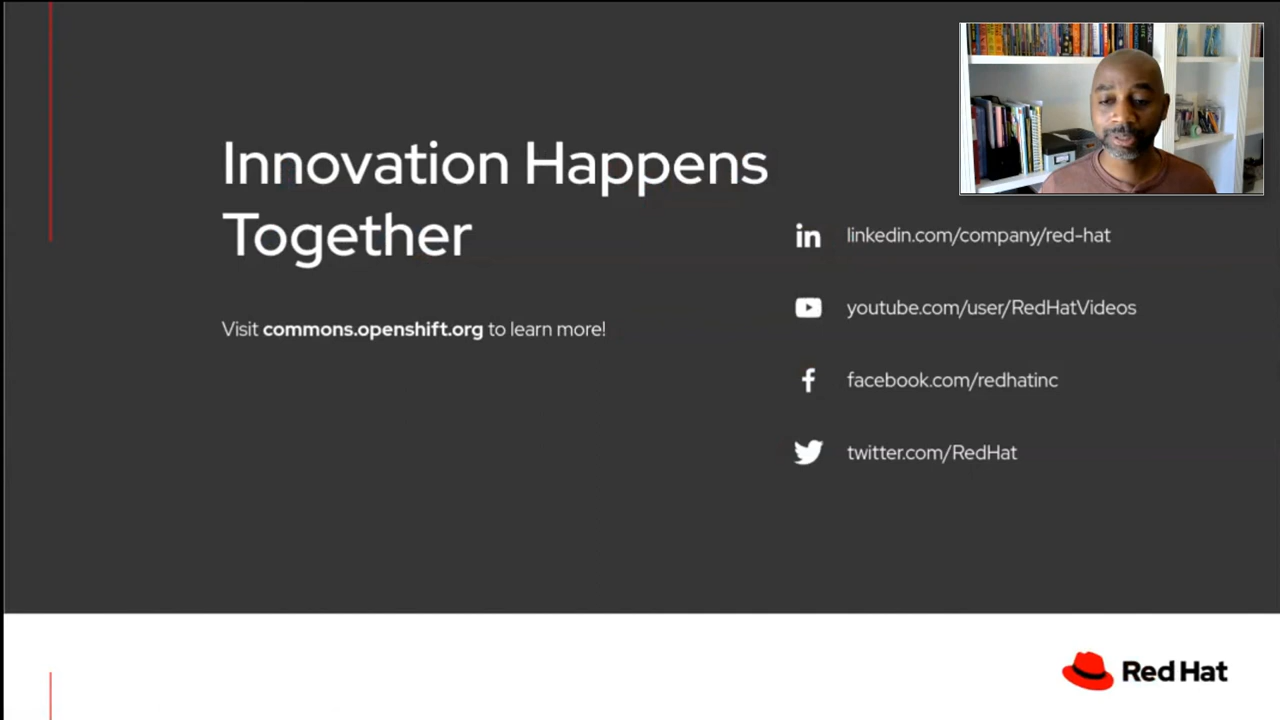 Innovation Happens
Together
Visit commons.openshift.org to learn more!
linkedin.com/company/red-hat
youtube.com/user/RedHatVideos
facebook.com/redhatinc
twitter.com/RedHat
Red Hat